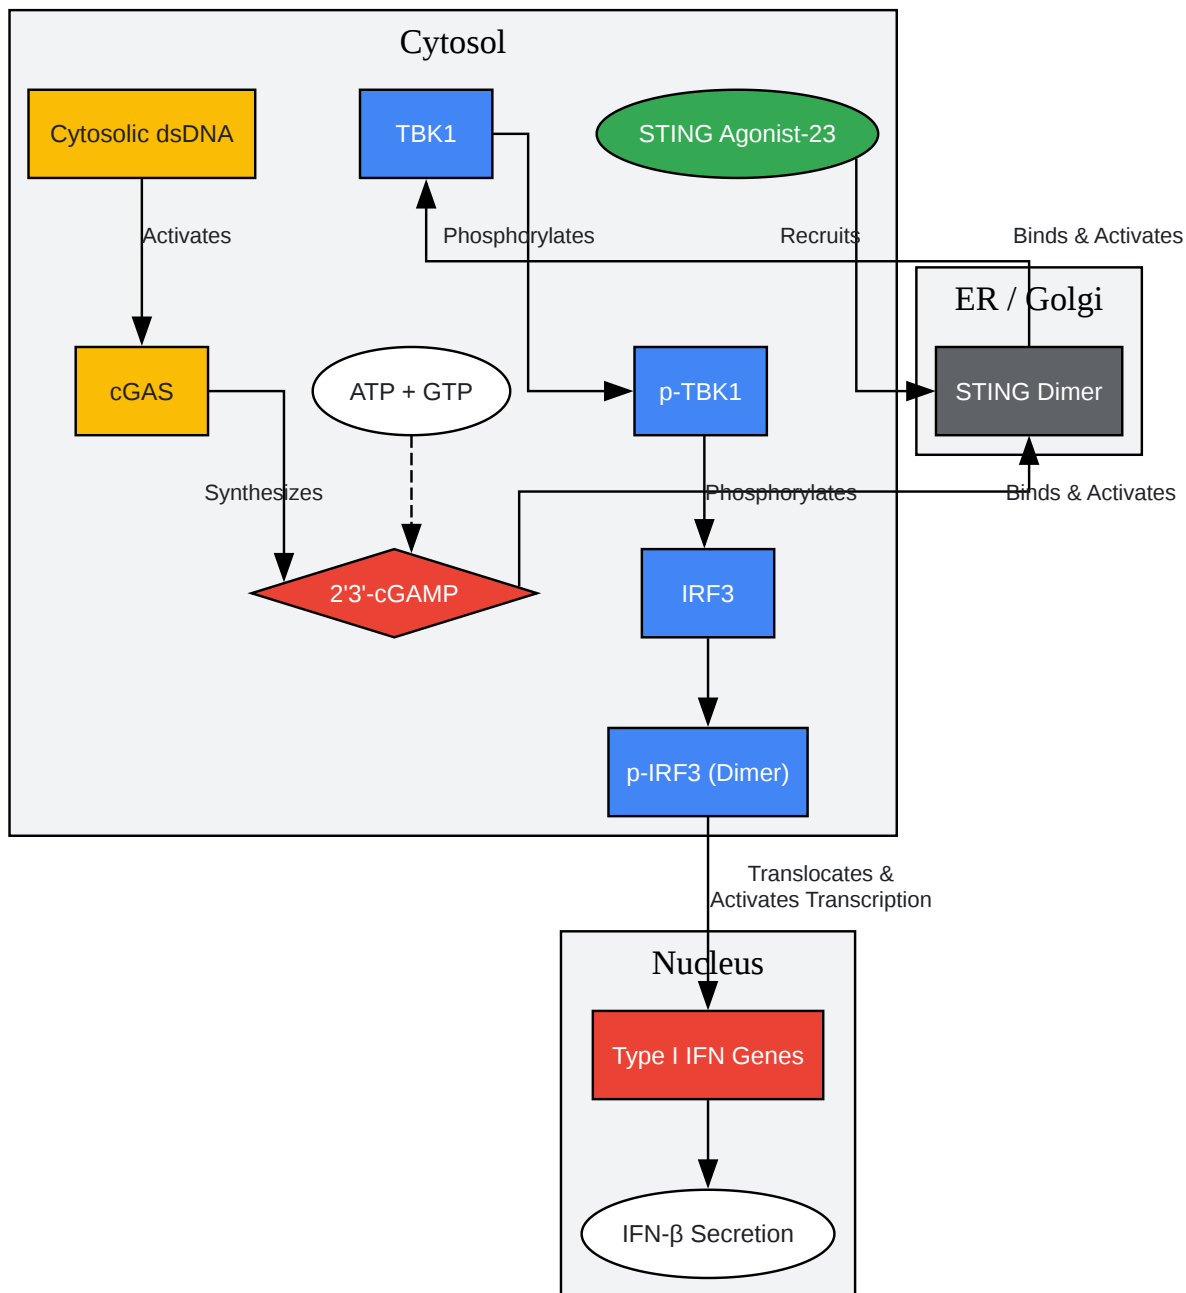 Cytosol
Cytosolic dsDNA
TBK1
STING Agonist-23
Activates
Phosphorylates
Recruits
Binds & Activates
ER / Golgi
cGAS
ATP + GTP
p-TBK1
STING Dimer
Synthesizes
Phosphorylates
Binds & Activates
2'3'-cGAMP
IRF3
p-IRF3 (Dimer)
Translocates &
Activates Transcription
Nucleus
Type I IFN Genes
IFN-β Secretion